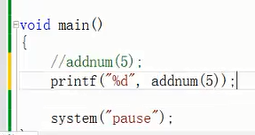 void main()
{
//addnum(5);
printf("%d", addnum(5));
system("pause");
}